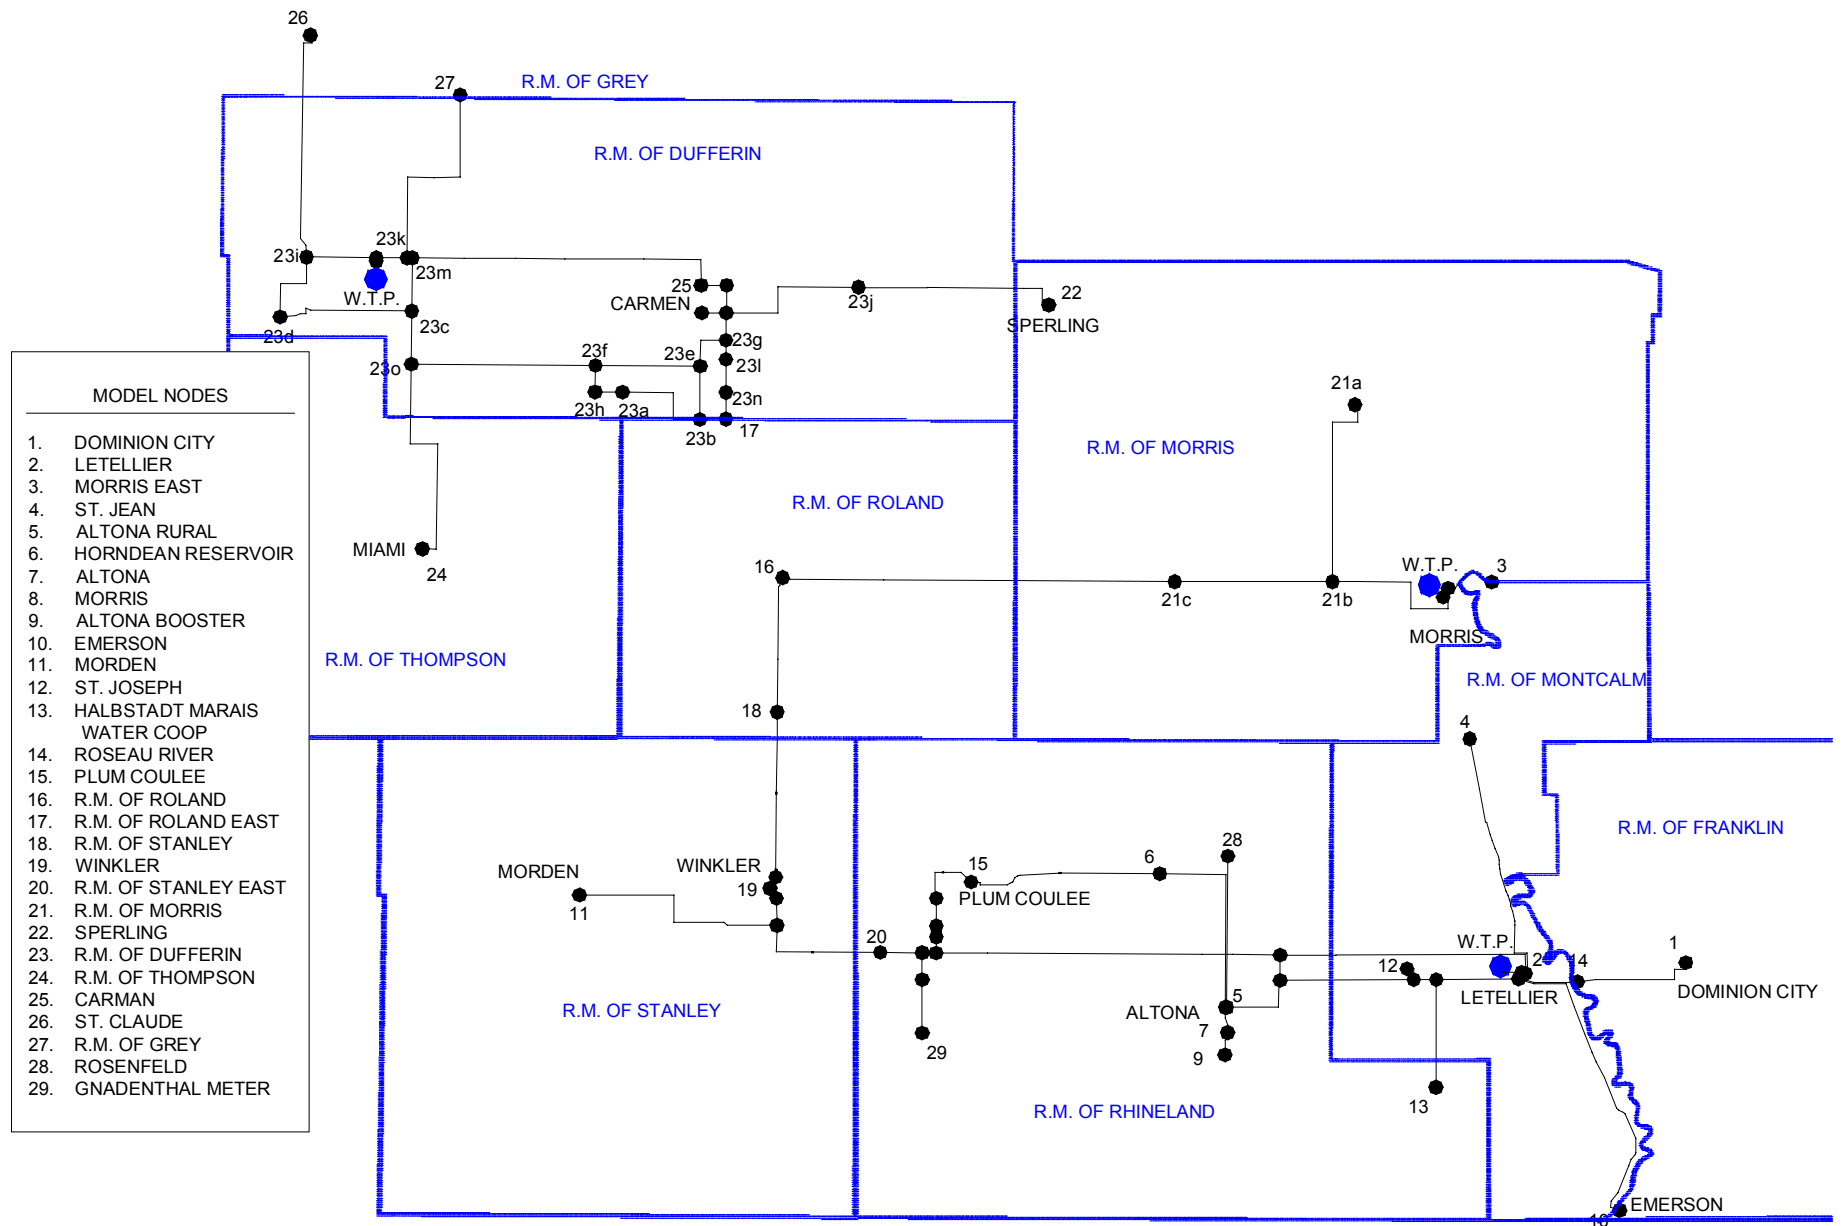 26
27
R.M. OF GREY
R.M. OF DUFFERIN
23k
23i
23m
W.T.P.
25
CARMEN
23j
22
SPERLING
23d
23c
23g
23f
23e
23l
23o
23h
23a
23n
23b
17
21a
R.M. OF MORRIS
R.M. OF ROLAND
MIAMI
24
16
21c
21b
W.T.P.
3
MORRIS
R.M. OF THOMPSON
R.M. OF MONTCALM
18
4
R.M. OF FRANKLIN
MORDEN
11
WINKLER
19
15
PLUM COULEE
6
28
20
W.T.P.
12
2
LETELLIER
14
1
DOMINION CITY
R.M. OF STANLEY
ALTONA
5
7
9
29
13
R.M. OF RHINELAND
EMERSON
10
MODEL NODES
1. DOMINION CITY
2. LETELLIER
3. MORRIS EAST
4. ST. JEAN
5. ALTONA RURAL
6. HORNDEAN RESERVOIR
7. ALTONA
8. MORRIS
9. ALTONA BOOSTER
10. EMERSON
11. MORDEN
12. ST. JOSEPH
13. HALBSTADT MARAIS
WATER COOP
14. ROSEAU RIVER
15. PLUM COULEE
16. R.M. OF ROLAND
17. R.M. OF ROLAND EAST
18. R.M. OF STANLEY
19. WINKLER
20. R.M. OF STANLEY EAST
21. R.M. OF MORRIS
22. SPERLING
23. R.M. OF DUFFERIN
24. R.M. OF THOMPSON
25. CARMAN
26. ST. CLAUDE
27. R.M. OF GREY
28. ROSENFELD
29. GNADENTHAL METER